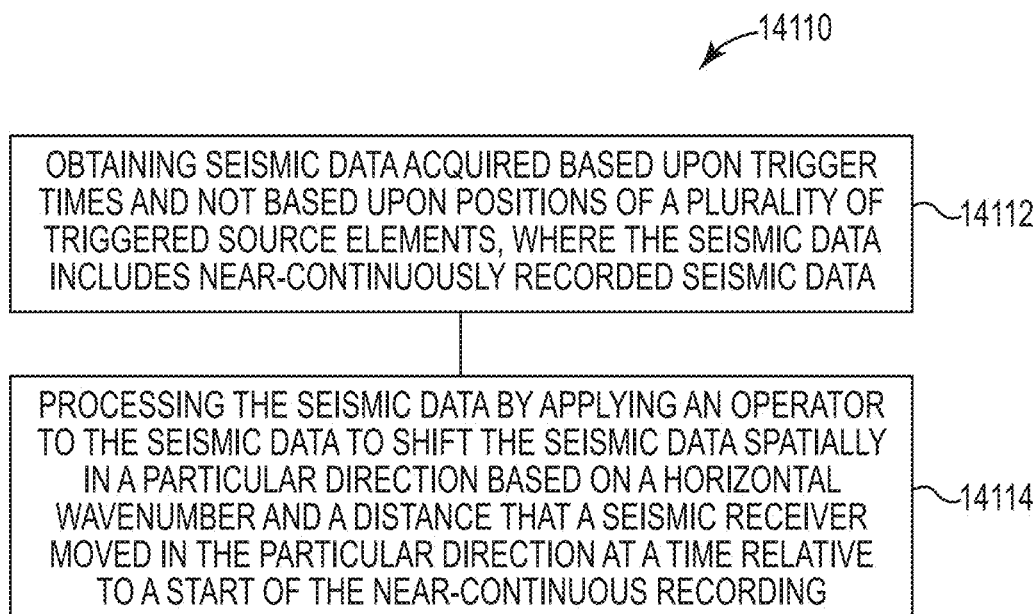 14110
OBTAINING SEISMIC DATA ACQUIRED BASED UPON TRIGGER
TIMES AND NOT BASED UPON POSITIONS OF A PLURALITY OF
TRIGGERED SOURCE ELEMENTS, WHERE THE SEISMIC DATA
INCLUDES NEAR-CONTINUOUSLY RECORDED SEISMIC DATA
14112
PROCESSING THE SEISMIC DATA BY APPLYING AN OPERATOR
TO THE SEISMIC DATA TO SHIFT THE SEISMIC DATA SPATIALLY
IN A PARTICULAR DIRECTION BASED ON A HORIZONTAL
WAVENUMBER AND A DISTANCE THAT A SEISMIC RECEIVER
MOVED IN THE PARTICULAR DIRECTION AT A TIME RELATIVE
TO A START OF THE NEAR-CONTINUOUS RECORDING
14114